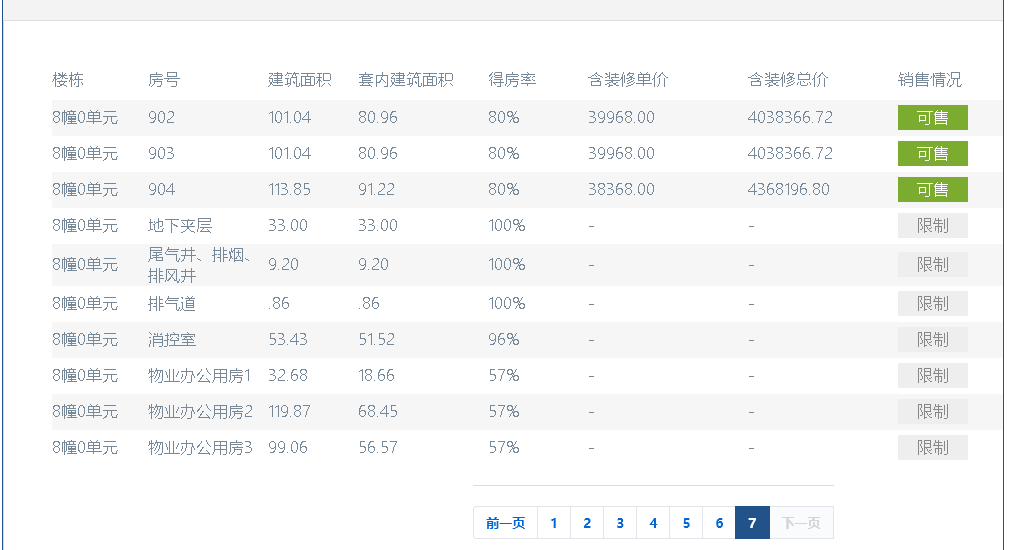 楼栋 房号 建筑面积 套内建筑面积 得房率 含装修单价 含装修总价 销售情况
8幢0单元 902 101.04 80.96 80% 39968.00 4038366.72 可售
8幢0单元 903 101.04 80.96 80% 39968.00 4038366.72 可售
8幢0单元 904 113.85 91.22 80% 38368.00 4368196.80 可售
8幢0单元 地下夹层 33.00 33.00 100% - - 限制
8幢0单元 尾气井、排烟、
排风井 9.20 9.20 100% - - 限制
8幢0单元 排气道 .86 .86 100% - - 限制
8幢0单元 消控室 53.43 51.52 96% - - 限制
8幢0单元 物业办公用房1 32.68 18.66 57% - - 限制
8幢0单元 物业办公用房2 119.87 68.45 57% - - 限制
8幢0单元 物业办公用房3 99.06 56.57 57% - - 限制
前一页 1 2 3 4 5 6 7 下一页